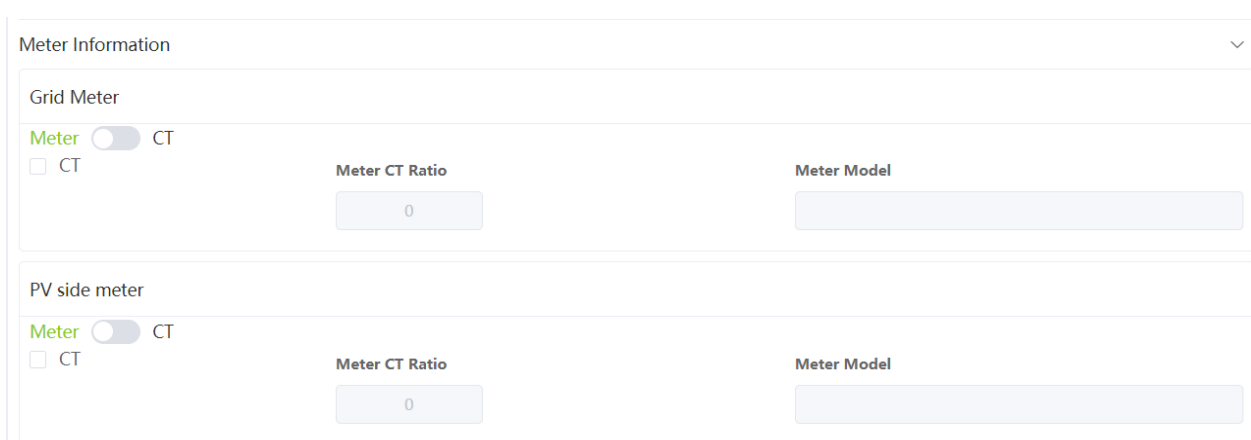 Meter Information
Grid Meter
Meter CT
CT
Meter CT Ratio
Meter Model
0
PV side meter
Meter CT
CT
Meter CT Ratio
Meter Model
0